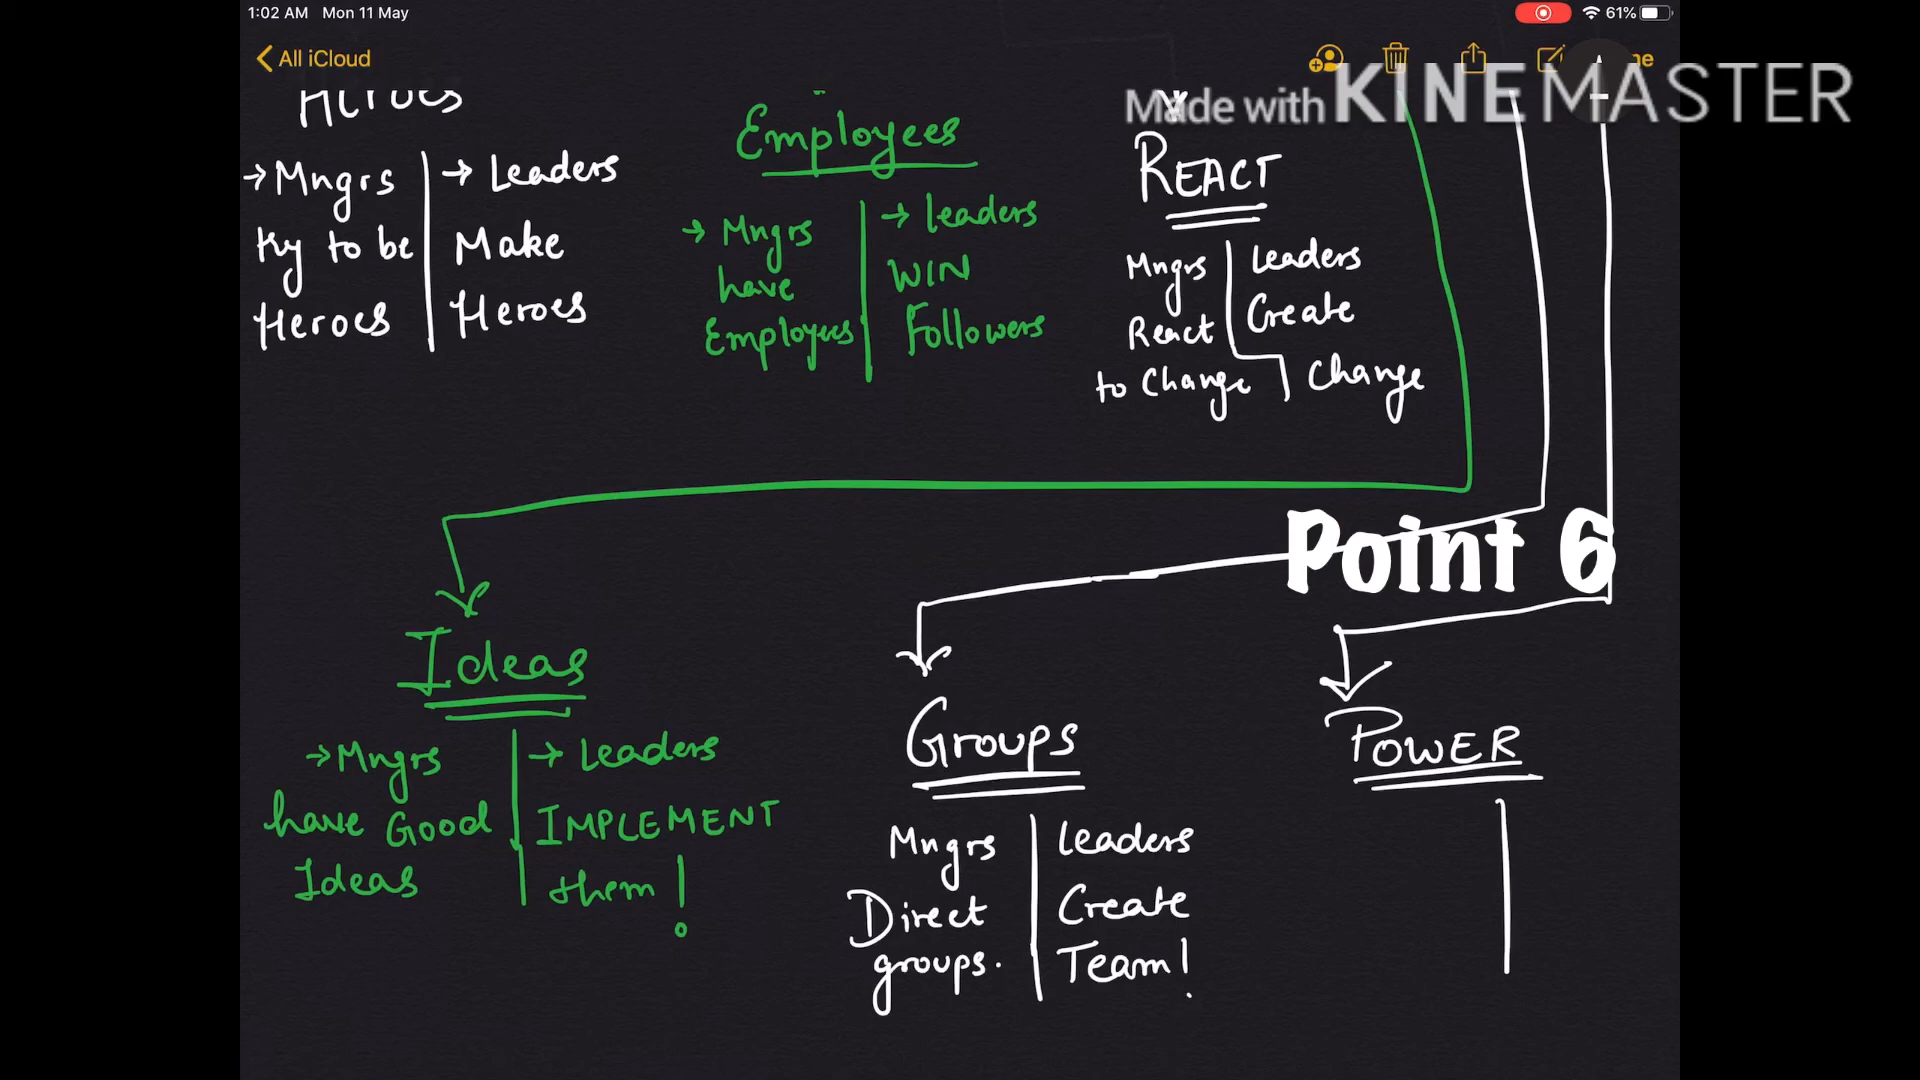 1:02 AM Mon 11 May
61%
All iCloud
Made with KINEMASTER
Heroes
→ Mngrs
try to be
Heroes
→ Leaders
Make
Heroes
Employees
→ Mngrs
have
Employees
→ leaders
WIN
Followers
REACT
Mngrs
React
to Change
Leaders
Create
Change
Point 6
Ideas
→ Mngrs
have Good
Ideas
→ Leaders
IMPLEMENT
them!
Groups
Mngrs
Direct
groups.
Leaders
Create
Team!
POWER